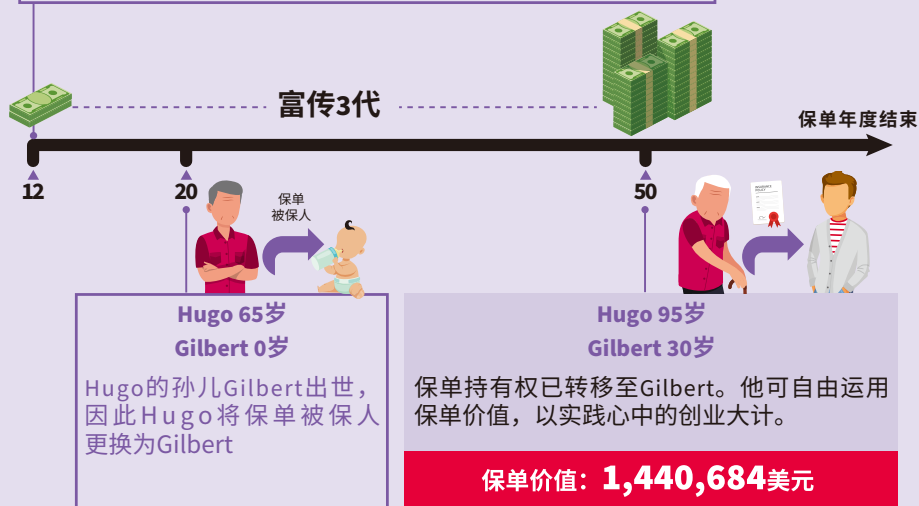 富传3代
保单年度结束
12
20
50
保单
被保人
Hugo 65岁
Gilbert 0岁
Hugo的孙儿Gilbert出世，
因此Hugo将保单被保人
更换为Gilbert
Hugo 95岁
Gilbert 30岁
保单持有权已转移至Gilbert。他可自由运用
保单价值，以实践心中的创业大计。
保单价值：1,440,684美元